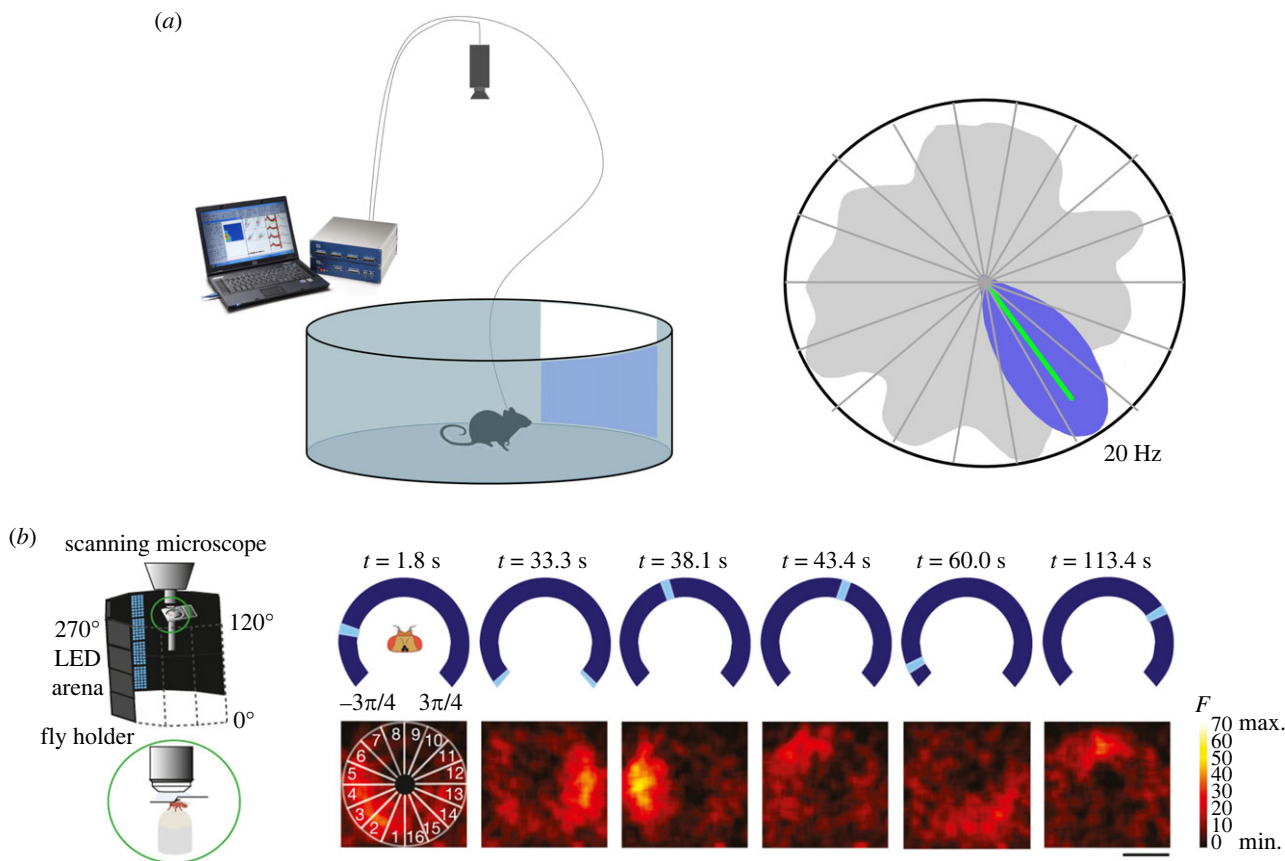 (a)
20 Hz
(b)
scanning microscope
270°
LED
arena
120°
0°
fly holder
t = 1.8 s
t = 33.3 s
t = 38.1 s
t = 43.4 s
t = 60.0 s
t = 113.4 s
–3π/4
3π/4
1
2
3
4
5
6
7
8
9
10
11
12
13
14
15
16
F
70 max.
60
50
40
30
20
10
0 min.